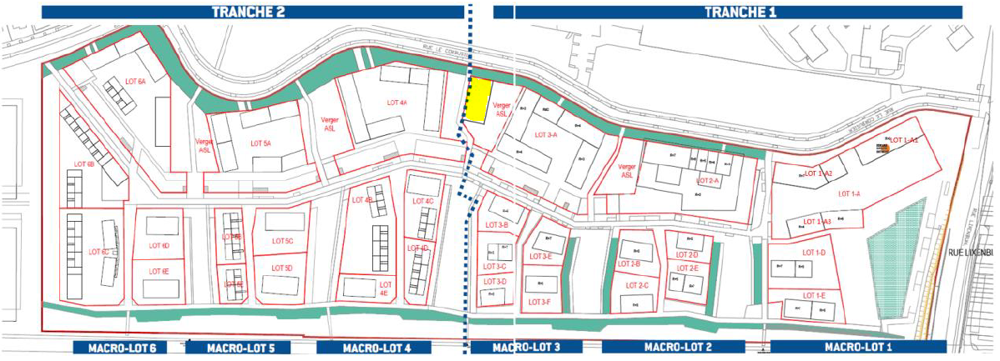 TRANCHE 2
TRANCHE 1
RUE LE CORBUSIER
LOT 6A
Verger
ASL
LOT 5A
Verger
ASL
LOT 4A
Verger
ASL
LOT 3-A
Verger
ASL
LOT 2-A
RUE LE CORBUSIER
LOT 1-A1
LOT 1-A2
LOT 1-A
LOT 1-A3
LOT 6B
LOT 6C
LOT 6D
LOT 6E
LOT 5B
LOT 5C
LOT 5D
LOT 5E
LOT 4B
LOT 4C
LOT 4D
LOT
4E
LOT 3-B
LOT 3-C
LOT 3-D
LOT 3-E
LOT 3-F
LOT 2-B
LOT 2-C
LOT 2-D
LOT 2-E
LOT 1-D
LOT 1-E
MACRO-LOT 6
MACRO-LOT 5
MACRO-LOT 4
MACRO-LOT 3
MACRO-LOT 2
MACRO-LOT 1